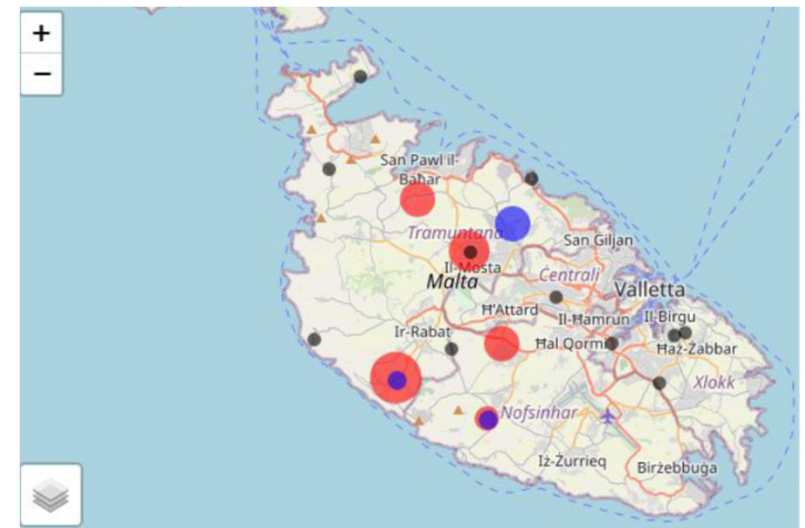 +
−
San Pawl il-
Baħar
Tramuntana
San Ġiljan
Il-Mosta
Ċentrali
Malta
Valletta
Ħ'Attard
Il-Ħamrun
Il-Birgu
Ir-Rabat
Ħal Qormi
Ħaż-Żabbar
Xlokk
Nofsinhar
Iż-Żurrieq
Birżebbuġa